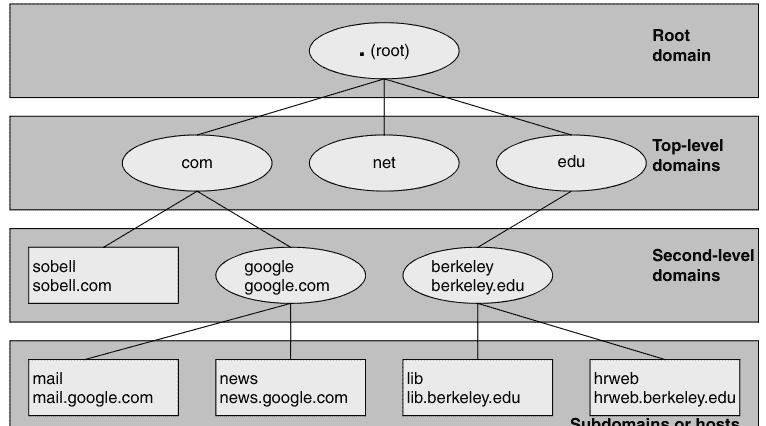 . (root)
Root
domain
com
net
edu
Top-level
domains
sobell
sobell.com
google
google.com
berkeley
berkeley.edu
Second-level
domains
mail
mail.google.com
news
news.google.com
lib
lib.berkeley.edu
hrweb
hrweb.berkeley.edu
Subdomains or hosts